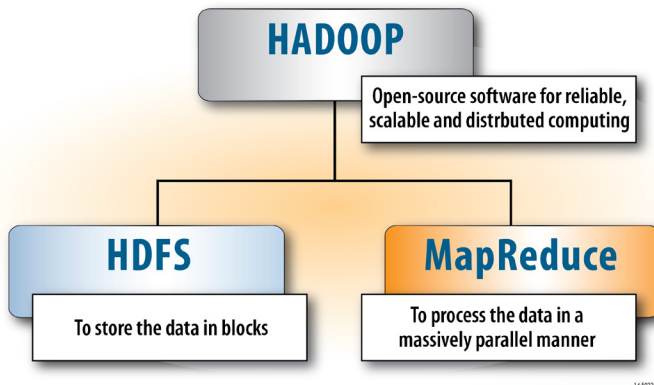 HADOOP
Open-source software for reliable,
scalable and distrbuted computing
HDFS
To store the data in blocks
MapReduce
To process the data in a
massively parallel manner